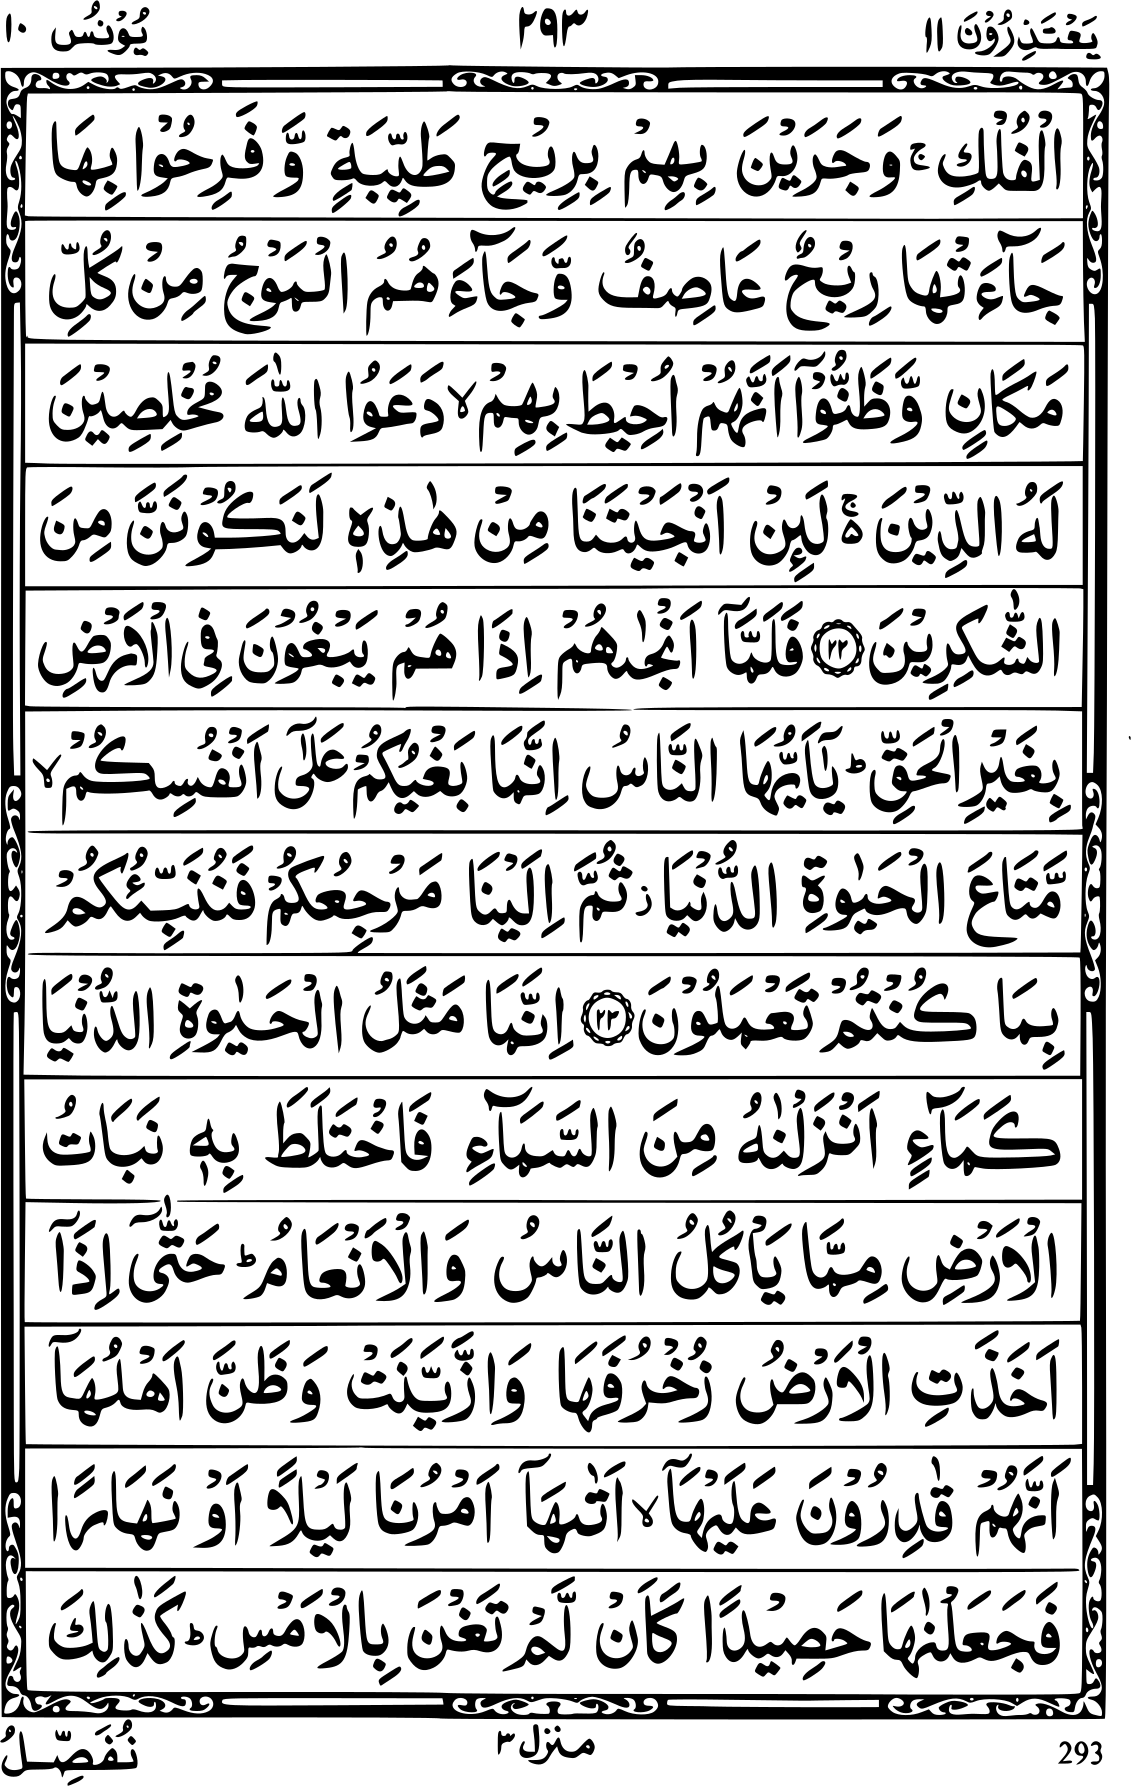 يَعْتَذِرُوْنَ ١١
٢٩٣
يُوْنُس ١٠
الْفُلْكِ ۚ وَجَرَيْنَ بِهِمْ بِرِيْحٍ طَيِّبَةٍ وَّ فَرِحُوْا بِهَا
جَآءَتْهَا رِيْحٌ عَاصِفٌ وَّجَآءَهُمُ الْمَوْجُ مِنْ كُلِّ
مَكَانٍ وَّظَنُّوْۤا اَنَّهُمْ اُحِيْطَ بِهِمْ ۙ دَعَوُا اللّٰهَ مُخْلِصِيْنَ
لَهُ الدِّيْنَ ۚ۬ لَىِٕنْ اَنْجَيْتَنَا مِنْ هٰذِهٖ لَنَكُوْنَنَّ مِنَ
الشّٰكِرِيْنَ ﴿٢٢﴾ فَلَمَّاۤ اَنْجٰىهُمْ اِذَا هُمْ يَبْغُوْنَ فِى الْاَرْضِ
بِغَيْرِ الْحَقِّ ؕ يٰۤاَيُّهَا النَّاسُ اِنَّمَا بَغْيُكُمْ عَلٰۤى اَنْفُسِكُمْ ۙ
مَّتَاعَ الْحَيٰوةِ الدُّنْيَا ز ثُمَّ اِلَيْنَا مَرْجِعُكُمْ فَنُنَبِّئُكُمْ
بِمَا كُنْتُمْ تَعْمَلُوْنَ ﴿٢٣﴾ اِنَّمَا مَثَلُ الْحَيٰوةِ الدُّنْيَا
كَمَآءٍ اَنْزَلْنٰهُ مِنَ السَّمَآءِ فَاخْتَلَطَ بِهٖ نَبَاتُ
الْاَرْضِ مِمَّا يَاْكُلُ النَّاسُ وَالْاَنْعَامُ ؕ حَتّٰۤى اِذَاۤ
اَخَذَتِ الْاَرْضُ زُخْرُفَهَا وَازَّيَّنَتْ وَظَنَّ اَهْلُهَاۤ
اَنَّهُمْ قٰدِرُوْنَ عَلَيْهَاۤ ۙ اَتٰىهَاۤ اَمْرُنَا لَيْلًا اَوْ نَهَارًا
فَجَعَلْنٰهَا حَصِيْدًا كَاَنْ لَّمْ تَغْنَ بِالْاَمْسِ ؕ كَذٰلِكَ
293
منزل ٣
نُفَصِّلُ